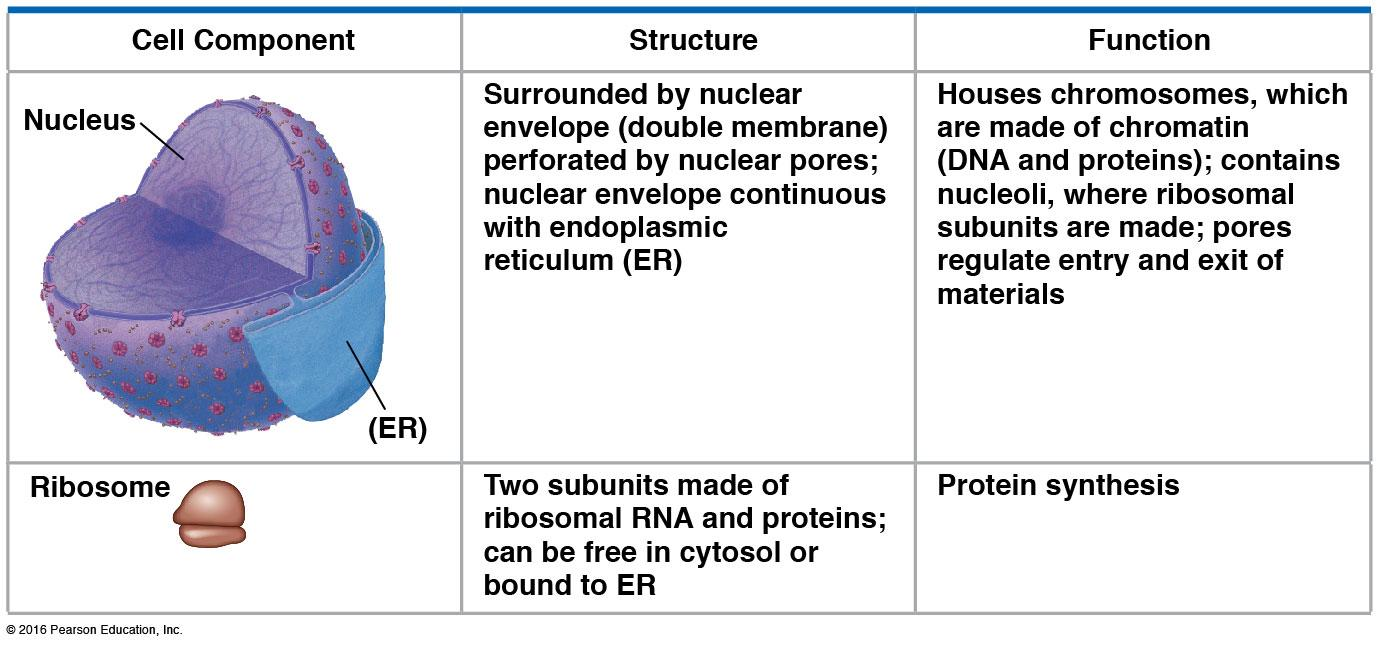 Cell Component
Structure
Function
Nucleus
(ER)
Surrounded by nuclear
envelope (double membrane)
perforated by nuclear pores;
nuclear envelope continuous
with endoplasmic
reticulum (ER)
Houses chromosomes, which
are made of chromatin
(DNA and proteins); contains
nucleoli, where ribosomal
subunits are made; pores
regulate entry and exit of
materials
Ribosome
Two subunits made of
ribosomal RNA and proteins;
can be free in cytosol or
bound to ER
Protein synthesis
© 2016 Pearson Education, Inc.